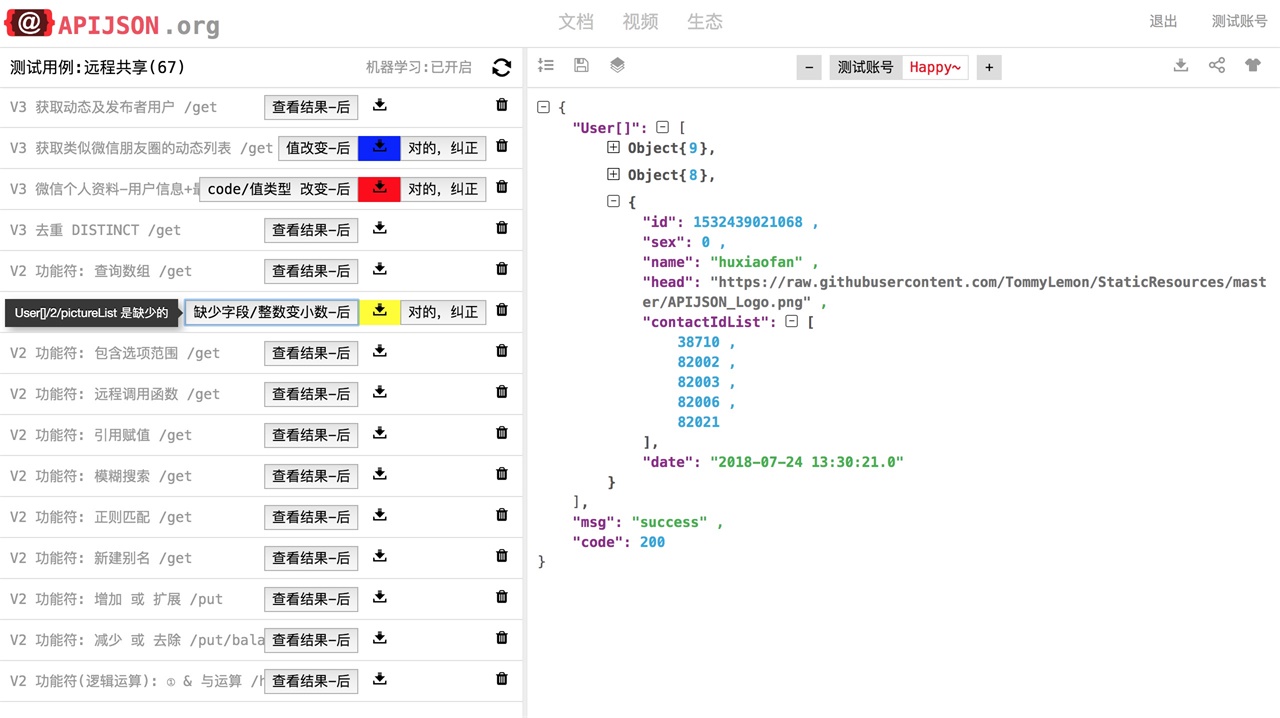 @ APIJSON.org
文档 视频 生态
退出 测试账号
测试用例:远程共享(67)
机器学习:已开启
V3 获取动态及发布者用户 /get 查看结果-后
V3 获取类似微信朋友圈的动态列表 /get 值改变-后 对的，纠正
V3 微信个人资料-用户信息+ code/值类型 改变-后 对的，纠正
V3 去重 DISTINCT /get 查看结果-后
V2 功能符: 查询数组 /get 查看结果-后
User[]/2/pictureList 是缺少的 缺少字段/整数变小数-后 对的，纠正
V2 功能符: 包含选项范围 /get 查看结果-后
V2 功能符: 远程调用函数 /get 查看结果-后
V2 功能符: 引用赋值 /get 查看结果-后
V2 功能符: 模糊搜索 /get 查看结果-后
V2 功能符: 正则匹配 /get 查看结果-后
V2 功能符: 新建别名 /get 查看结果-后
V2 功能符: 增加 或 扩展 /put 查看结果-后
V2 功能符: 减少 或 去除 /put/bala 查看结果-后
V2 功能符(逻辑运算): ① & 与运算 /h 查看结果-后
- 测试账号 Happy~ +
{
"User[]": [
Object{9},
Object{8},
{
"id": 1532439021068 ,
"sex": 0 ,
"name": "huxiaofan" ,
"head": "https://raw.githubusercontent.com/TommyLemon/StaticResources/mast
er/APIJSON_Logo.png" ,
"contactIdList": [
38710 ,
82002 ,
82003 ,
82006 ,
82021
],
"date": "2018-07-24 13:30:21.0"
}
],
"msg": "success" ,
"code": 200
}